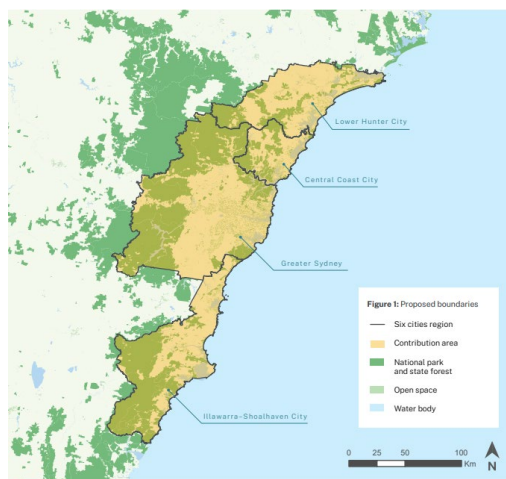 Lower Hunter City
Central Coast City
Greater Sydney
Illawarra–Shoalhaven City
Figure 1: Proposed boundaries
Six cities region
Contribution area
National park
and state forest
Open space
Water body
0 25 50 100
Km
N